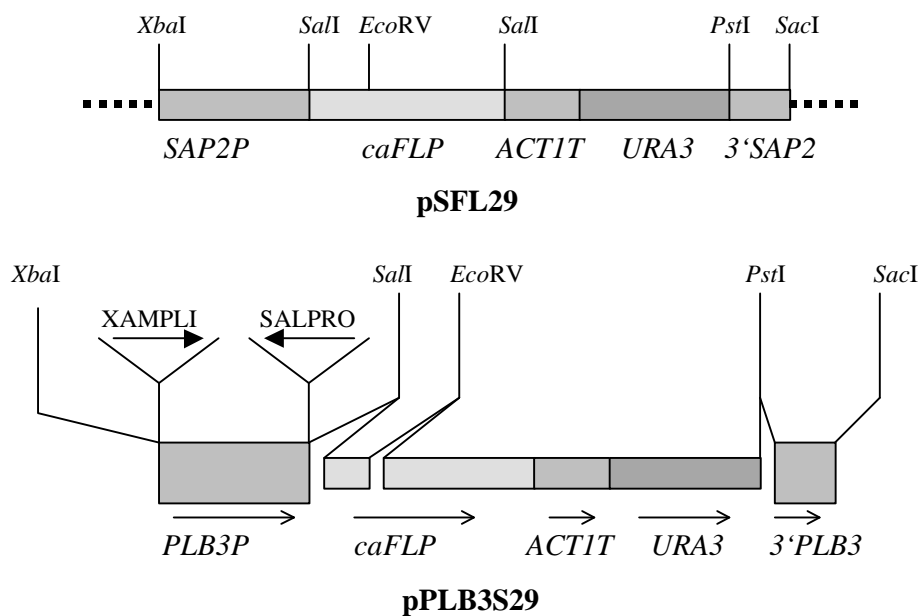 XbaI SalI EcoRV SalI PstI SacI
SAP2P caFLP ACT1T URA3 3‘SAP2
pSFL29
XbaI SalI EcoRV PstI SacI
XAMPLI SALPRO
PLB3P caFLP ACT1T URA3 3‘PLB3
pPLB3S29